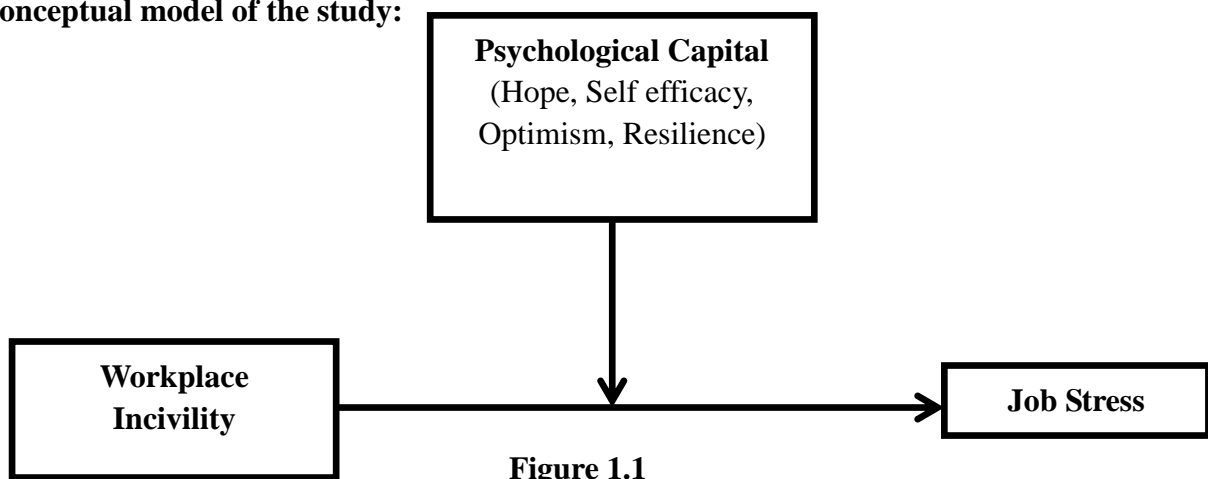 onceptual model of the study:
Psychological Capital
(Hope, Self efficacy,
Optimism, Resilience)
Workplace
Incivility
Job Stress
Figure 1.1